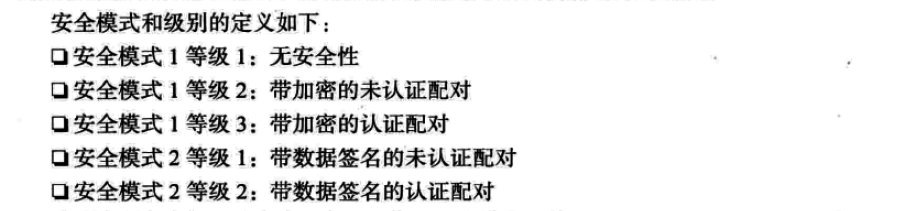 安全模式和级别的定义如下：
❑安全模式 1 等级 1：无安全性
❑安全模式 1 等级 2：带加密的未认证配对
❑安全模式 1 等级 3：带加密的认证配对
❑安全模式 2 等级 1：带数据签名的未认证配对
❑安全模式 2 等级 2：带数据签名的认证配对